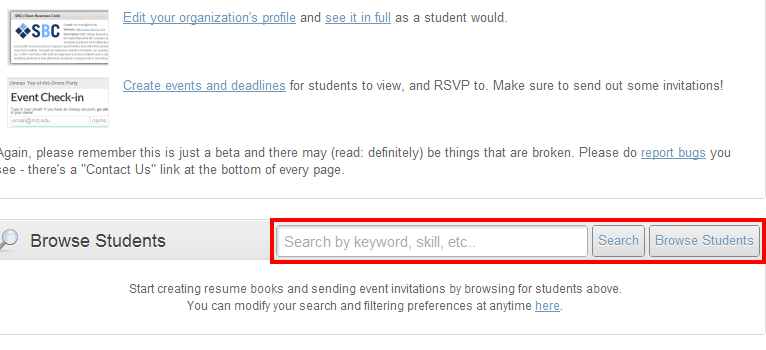 SBC (Sloan Business Club)
SBC
Edit your organization's profile and see it in full as a student would.
Umeqo Top-of-the-Dome Party
Event Check-in
email@mit.edu name
Create events and deadlines for students to view, and RSVP to. Make sure to send out some invitations!
Again, please remember this is just a beta and there may (read: definitely) be things that are broken. Please do report bugs you
see - there's a "Contact Us" link at the bottom of every page.
Browse Students
Search by keyword, skill, etc..
Search
Browse Students
Start creating resume books and sending event invitations by browsing for students above.
You can modify your search and filtering preferences at anytime here.